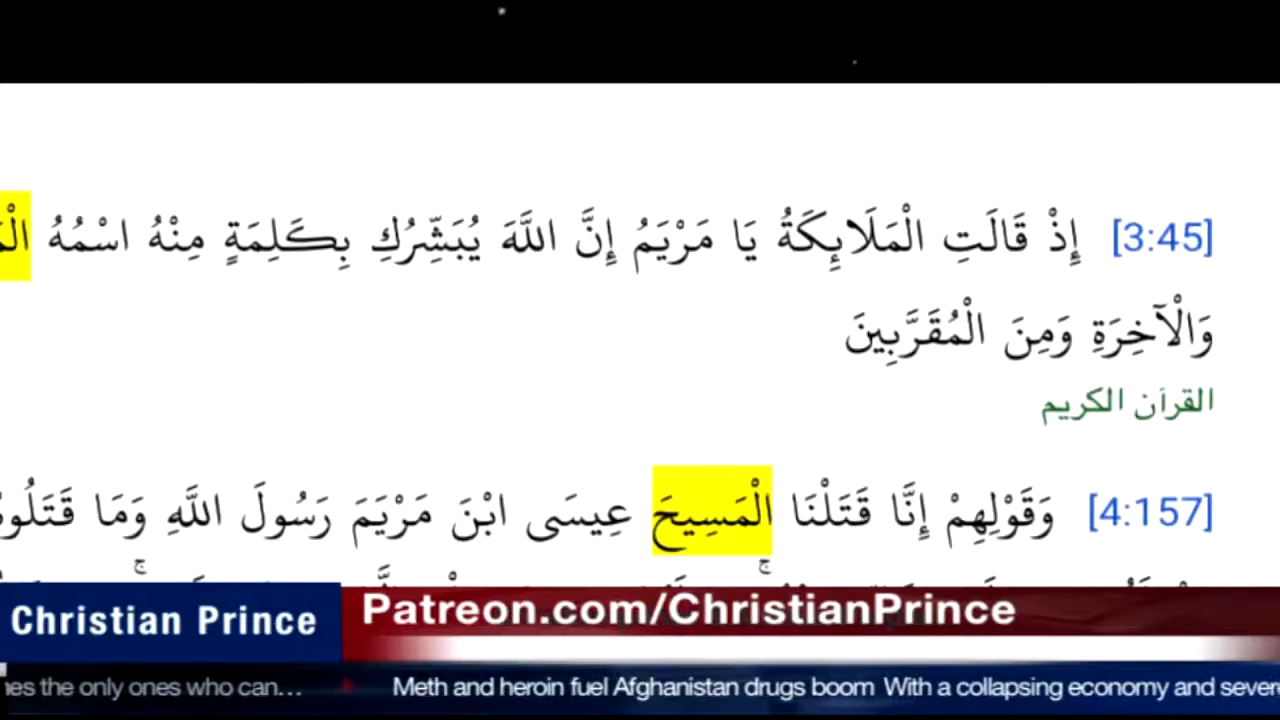 [3:45] إِذْ قَالَتِ الْمَلَائِكَةُ يَا مَرْيَمُ إِنَّ اللَّهَ يُبَشِّرُكِ بِكَلِمَةٍ مِنْهُ اسْمُهُ
وَالْآخِرَةِ وَمِنَ الْمُقَرَّبِينَ
القرآن الكريم
[4:157] وَقَوْلِهِمْ إِنَّا قَتَلْنَا الْمَسِيحَ عِيسَى ابْنَ مَرْيَمَ رَسُولَ اللَّهِ وَمَا
Christian Prince
Patreon.com/ChristianPrince
the only ones who can... Meth and heroin fuel Afghanistan drugs boom With a collapsing economy and